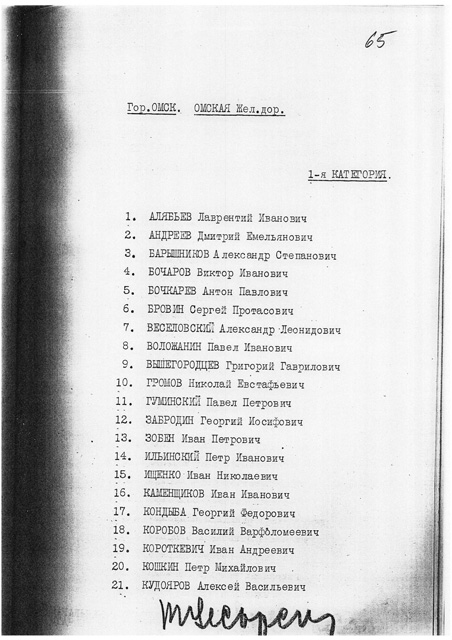 65
Гор.ОМСК. ОМСКАЯ Жел.дор.
1-я КАТЕГОРИЯ.
1. АЛЯБЬЕВ Лаврентий Иванович
2. АНДРЕЕВ Дмитрий Емельянович
3. БАРЫШНИКОВ Александр Степанович
4. БОЧАРОВ Виктор Иванович
5. БОЧКАРЕВ Антон Павлович
6. БРОВИН Сергей Протасович
7. ВЕСЕЛОВСКИЙ Александр Леонидович
8. ВОЛОЖАНИН Павел Иванович
9. ВЫШЕГОРОДЦЕВ Григорий Гаврилович
10. ГРОМОВ Николай Евстафьевич
11. ГУМИНСКИЙ Павел Петрович
12. ЗАБРОДИН Георгий Иосифович
13. ЗОБЕН Иван Петрович
14. ИЛЬИНСКИЙ Петр Иванович
15. ИЩЕНКО Иван Николаевич
16. КАМЕНЩИКОВ Иван Иванович
17. КОНДЫБА Георгий Федорович
18. КОРОБОВ Василий Варфоломеевич
19. КОРОТКЕВИЧ Иван Андреевич
20. КОШКИН Петр Михайлович
21. КУДОЯРОВ Алексей Васильевич